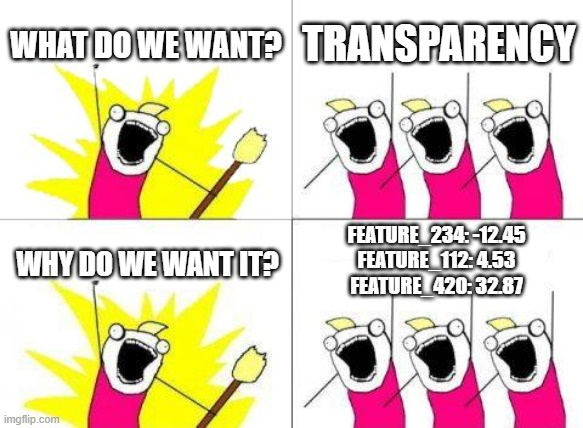 WHAT DO WE WANT?
TRANSPARENCY
WHY DO WE WANT IT?
FEATURE_234: -12.45
FEATURE_112: 4.53
FEATURE_420: 32.87
imgflip.com